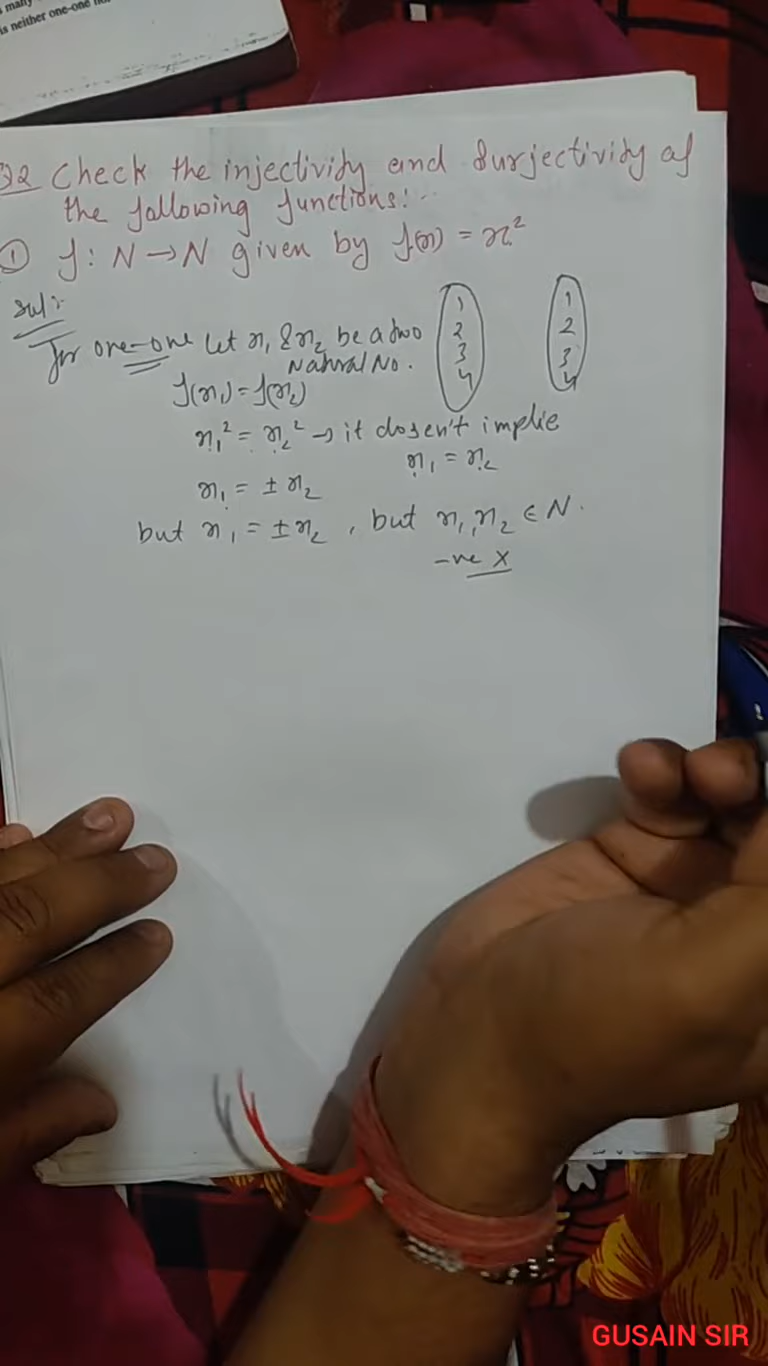 many
is neither one-one
Q2 Check the injectivity and Surjectivity of
the following functions:-
① f : N → N given by f(x) = x²
Sol:-
For one-one Let x₁ & x₂ be a two
Natural No.
1
2
3
4
1
2
3
4
f(x₁) = f(x₂)
x₁² = x₂² → it dosen't implie
x₁ = x₂
x₁ = ± x₂
but x₁ = ± x₂ , but x₁, x₂ ∈ N.
-ve X
GUSAIN SIR